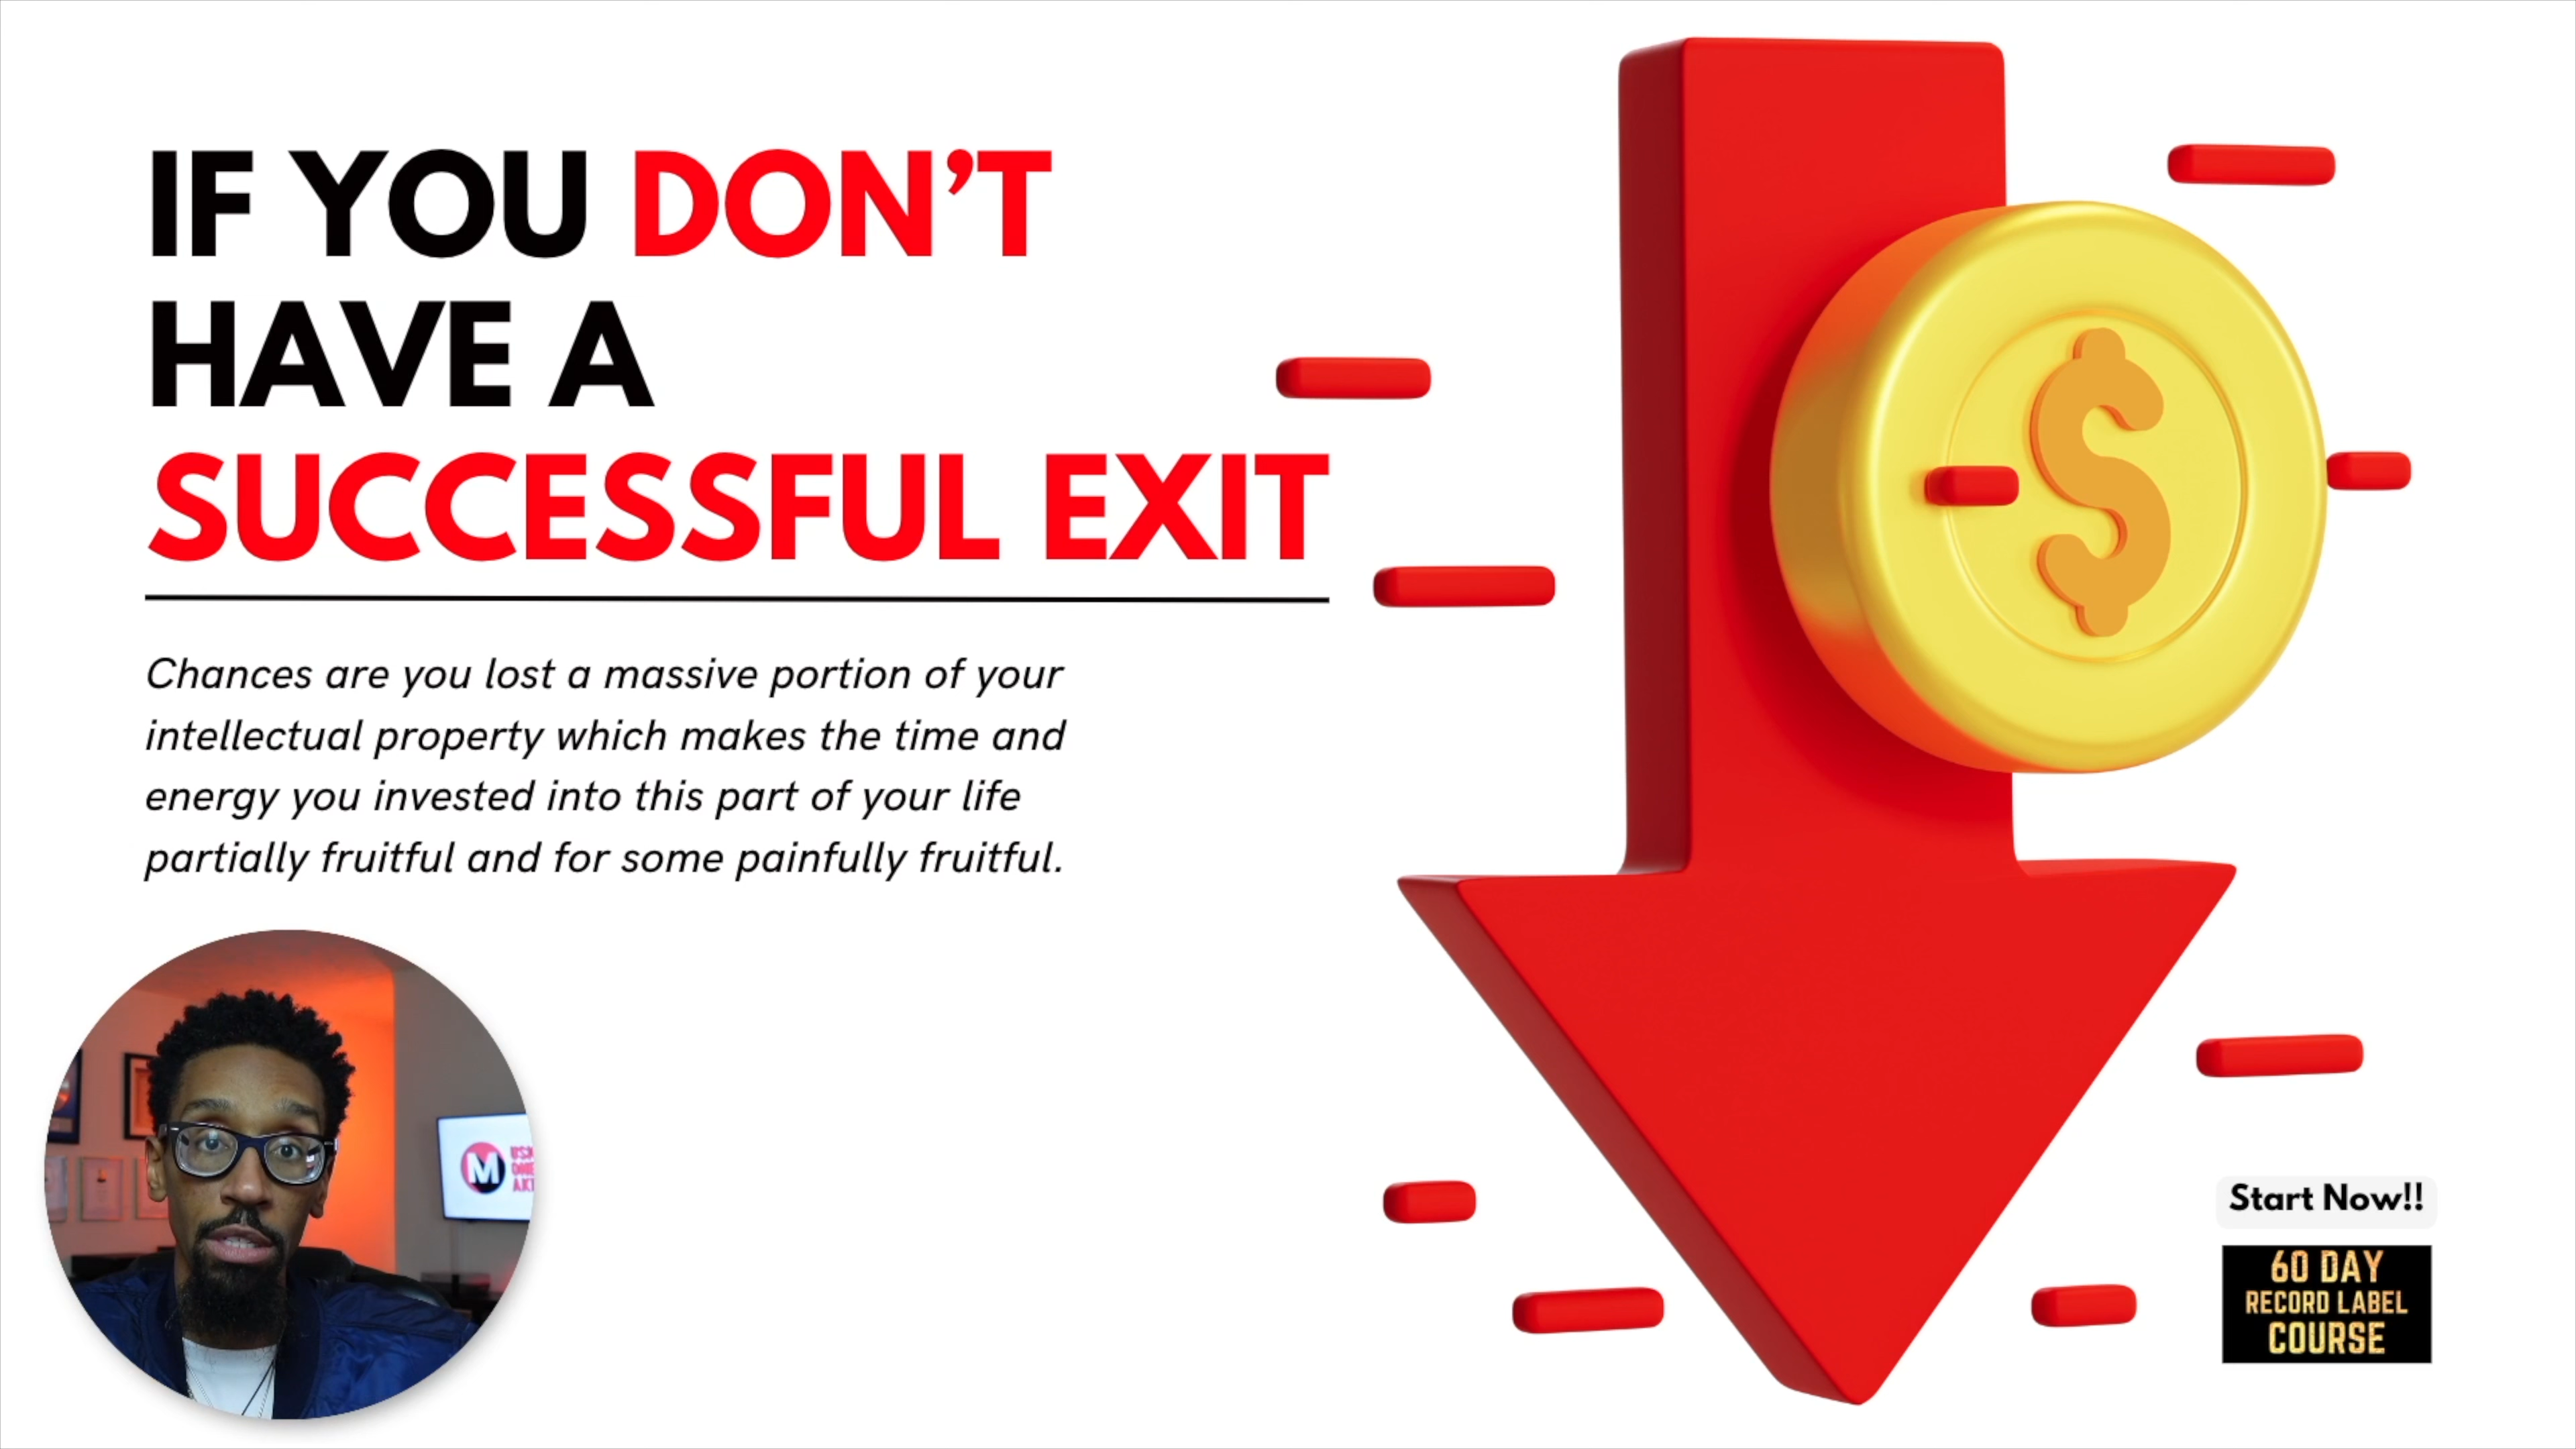 IF YOU DON’T
HAVE A
SUCCESSFUL EXIT
Chances are you lost a massive portion of your
intellectual property which makes the time and
energy you invested into this part of your life
partially fruitful and for some painfully fruitful.
M
Start Now!!
60 DAY
RECORD LABEL
COURSE